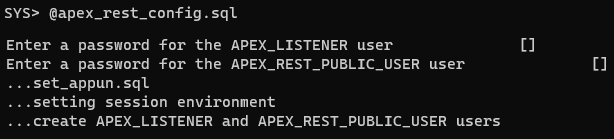 SYS> @apex_rest_config.sql
Enter a password for the APEX_LISTENER user []
Enter a password for the APEX_REST_PUBLIC_USER user []
...set_appun.sql
...setting session environment
...create APEX_LISTENER and APEX_REST_PUBLIC_USER users